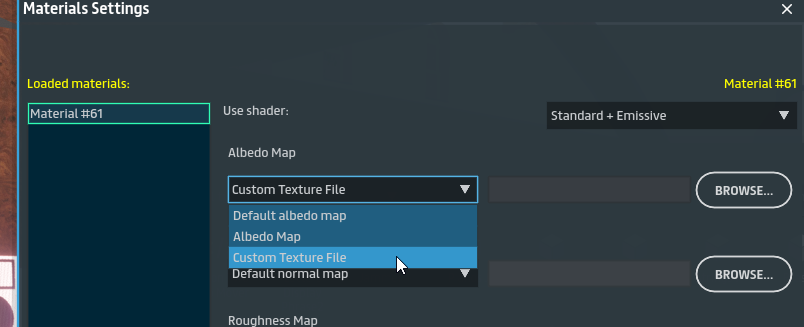 Materials Settings
Loaded materials:
Material #61
Material #61
Use shader:
Standard + Emissive
Albedo Map
Custom Texture File
BROWSE...
Default albedo map
Albedo Map
Custom Texture File
Default normal map
BROWSE...
Roughness Map